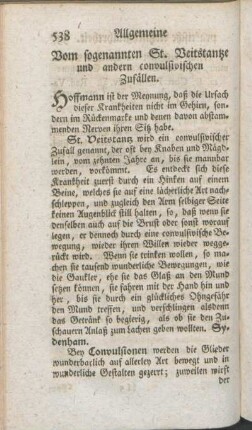 538 Allgemeine
Vom sogenannten St. Veitstantze
und andern convulsivischen
Zufällen.
Hoffmann ist der Meynung, daß die Ursach
dieser Krankheiten nicht im Gehirn, son-
dern im Rückenmarke und denen davon abstam-
menden Nerven ihren Sitz habe.
St. Veitstantz wird ein convulsivischer
Zufall genannt, der oft bey Knaben und Mägd-
lein, vom zehnten Jahre an, bis sie mannbar
werden, vorkömmt. Es entdeckt sich diese
Krankheit zuerst durch ein Hinken auf einem
Beine, welches sie auf eine lächerliche Art nach-
schleppen, und zugleich den Arm selbiger Seite
keinen Augenblick still halten, so, daß wenn sie
denselben auch auf die Brust oder sonst worauf
legen, er dennoch durch eine convulsivische Be-
wegung, wieder ihren Willen wieder wegge-
rückt wird. Wenn sie trinken wollen, so ma-
chen sie tausend wunderliche Bewegungen, wie
die Gaukler, ehe sie das Glaß an den Mund
setzen können, sie fahren mit der Hand hin und
her, bis sie durch ein glückliches Ohngefähr
den Mund treffen, und verschlucken alsdenn
das Getränk so begierig, als ob sie den Zu-
schauern Anlaß zum Lachen geben wollten. Sy-
denham.
Bey Convulsionen werden die Glieder
wunderbarlich auf allerley Art bewegt und in
wunderliche Gestalten gezerrt; zuweilen wirft
der